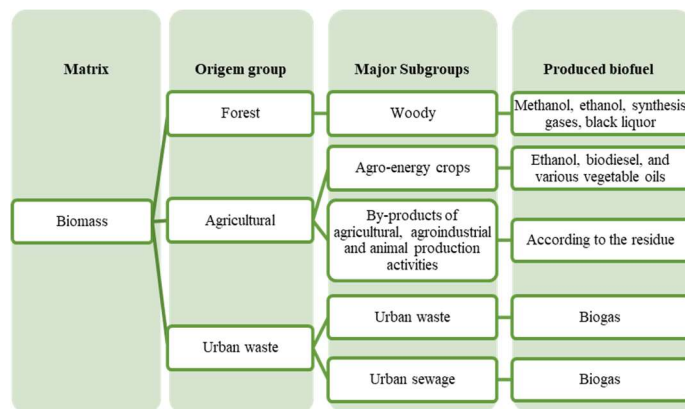 Matrix
Origem group
Major Subgroups
Produced biofuel
Biomass
Forest
Woody
Methanol, ethanol, synthesis
gases, black liquor
Agricultural
Agro-energy crops
Ethanol, biodiesel, and
various vegetable oils
By-products of
agricultural, agroindustrial
and animal production
activities
According to the residue
Urban waste
Urban waste
Biogas
Urban sewage
Biogas